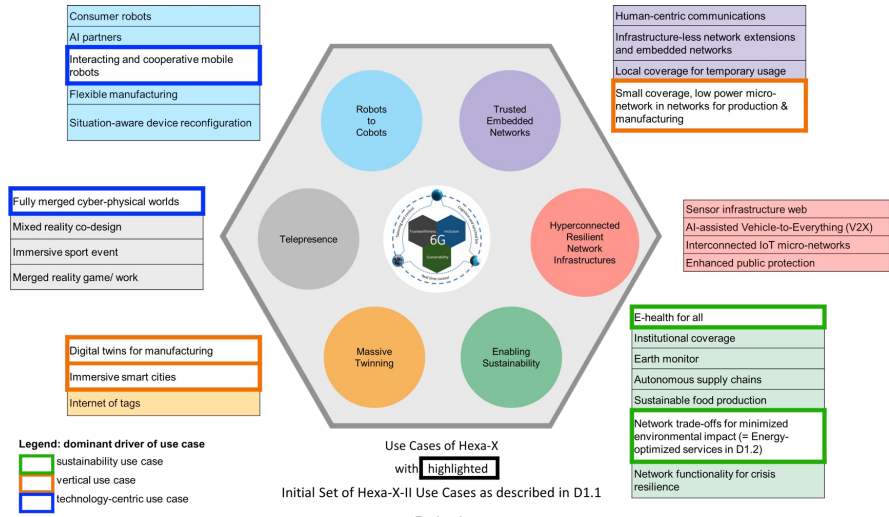 Consumer robots
AI partners
Interacting and cooperative mobile
robots
Flexible manufacturing
Situation-aware device reconfiguration
Human-centric communications
Infrastructure-less network extensions
and embedded networks
Local coverage for temporary usage
Small coverage, low power micro-
network in networks for production &
manufacturing
Robots
to
Cobots
Trusted
Embedded
Networks
Fully merged cyber-physical worlds
Mixed reality co-design
Immersive sport event
Merged reality game/ work
Telepresence
Trustworthiness
Inclusion
6G
Sustainability
Hyperconnected
Resilient
Network
Infrastructures
Sensor infrastructure web
AI-assisted Vehicle-to-Everything (V2X)
Interconnected IoT micro-networks
Enhanced public protection
Digital twins for manufacturing
Immersive smart cities
Internet of tags
Massive
Twinning
Enabling
Sustainability
E-health for all
Institutional coverage
Earth monitor
Autonomous supply chains
Sustainable food production
Network trade-offs for minimized
environmental impact (= Energy-
optimized services in D1.2)
Network functionality for crisis
resilience
Legend: dominant driver of use case
sustainability use case
vertical use case
technology-centric use case
Use Cases of Hexa-X
with highlighted
Initial Set of Hexa-X-II Use Cases as described in D1.1